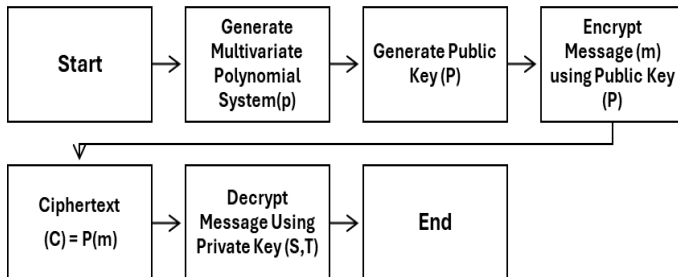 Start
Generate
Multivariate
Polynomial
System(p)
Generate Public
Key (P)
Encrypt
Message (m)
using Public Key
(P)
Ciphertext
(C) = P(m)
Decrypt
Message Using
Private Key (S,T)
End